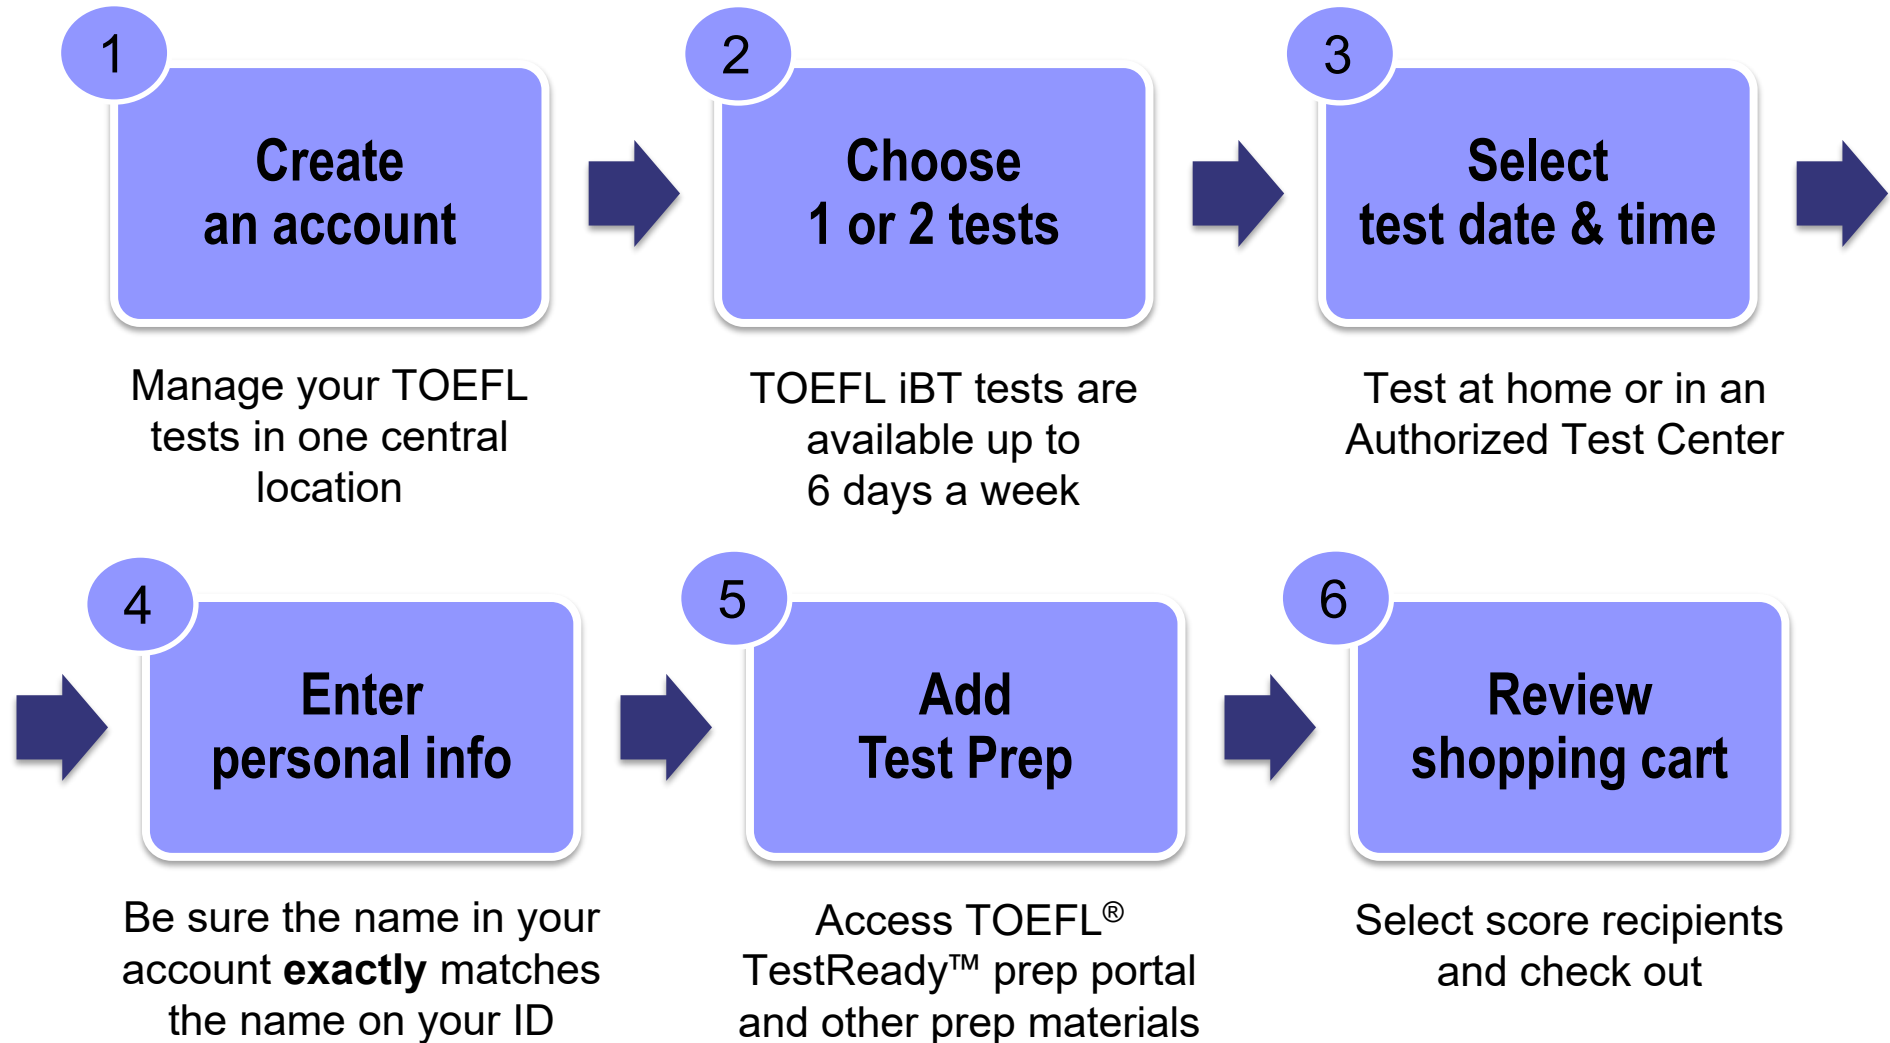 1
Create
an account
Manage your TOEFL
tests in one central
location
2
Choose
1 or 2 tests
TOEFL iBT tests are
available up to
6 days a week
3
Select
test date & time
Test at home or in an
Authorized Test Center
4
Enter
personal info
Be sure the name in your
account exactly matches
the name on your ID
5
Add
Test Prep
Access TOEFL®
TestReady™ prep portal
and other prep materials
6
Review
shopping cart
Select score recipients
and check out